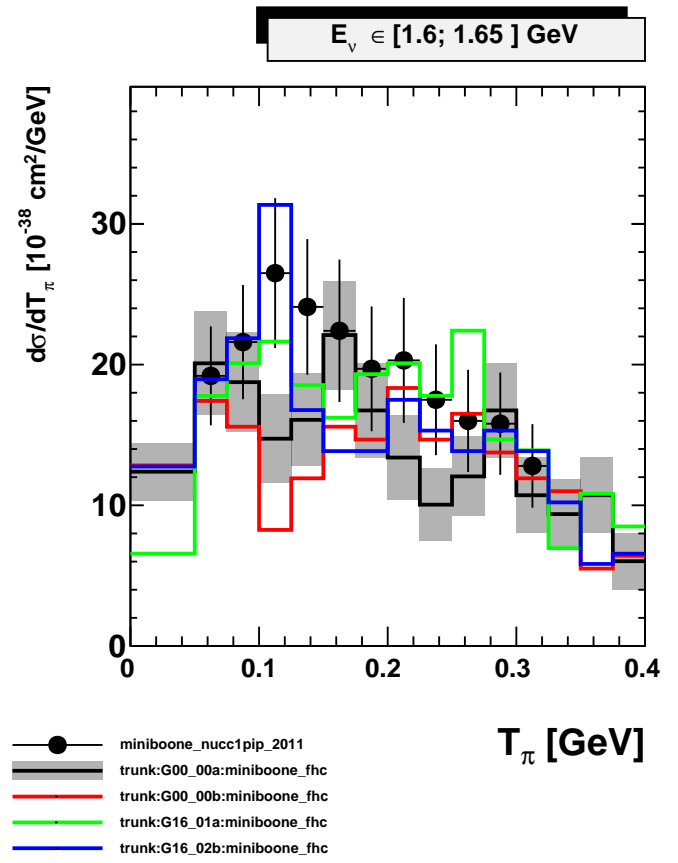 E_ν ∈ [1.6; 1.65 ] GeV
dσ/dT_π [10^-38 cm^2/GeV]
30
20
10
0
0 0.1 0.2 0.3 0.4
T_π [GeV]
miniboone_nucc1pip_2011
trunk:G00_00a:miniboone_fhc
trunk:G00_00b:miniboone_fhc
trunk:G16_01a:miniboone_fhc
trunk:G16_02b:miniboone_fhc